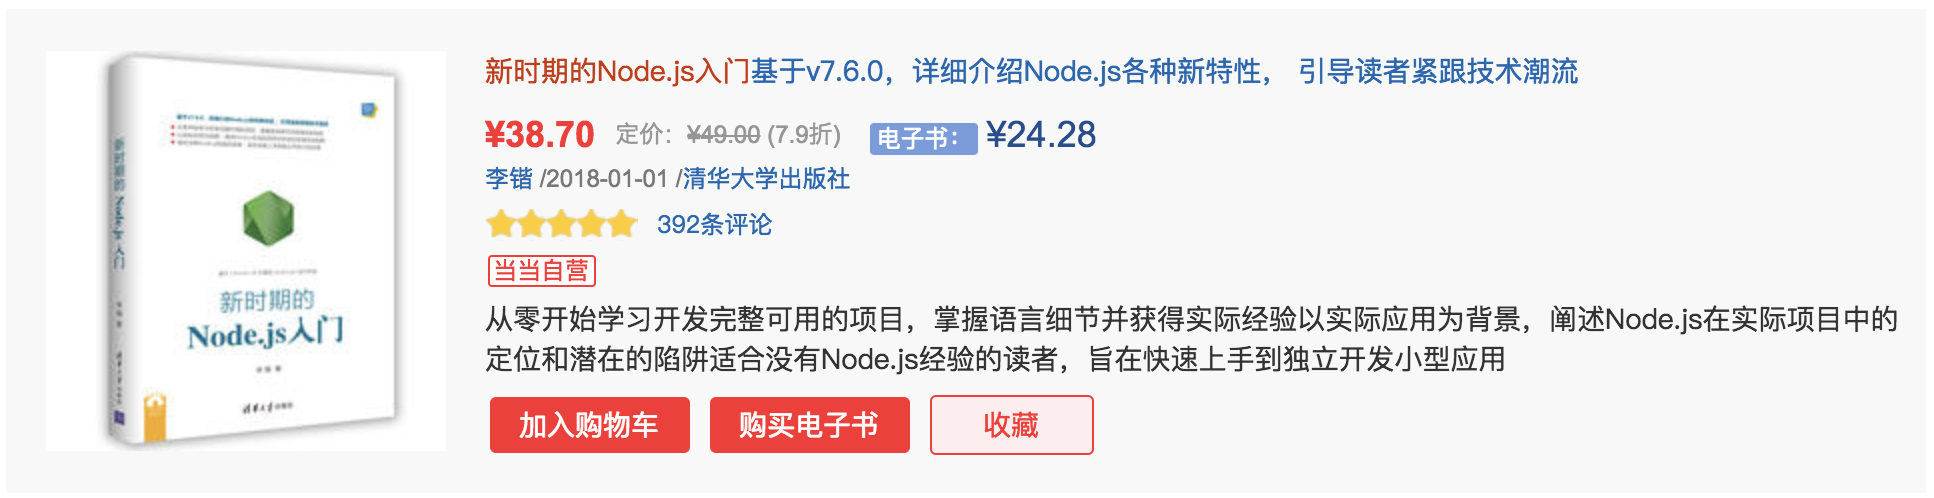 新时期的Node.js入门
新时期的
Node.js入门
新时期的Node.js入门基于v7.6.0，详细介绍Node.js各种新特性， 引导读者紧跟技术潮流
¥38.70 定价：¥49.00 (7.9折) 电子书： ¥24.28
李锴 /2018-01-01 /清华大学出版社
392条评论
当当自营
从零开始学习开发完整可用的项目，掌握语言细节并获得实际经验以实际应用为背景，阐述Node.js在实际项目中的
定位和潜在的陷阱适合没有Node.js经验的读者，旨在快速上手到独立开发小型应用
加入购物车 购买电子书 收藏